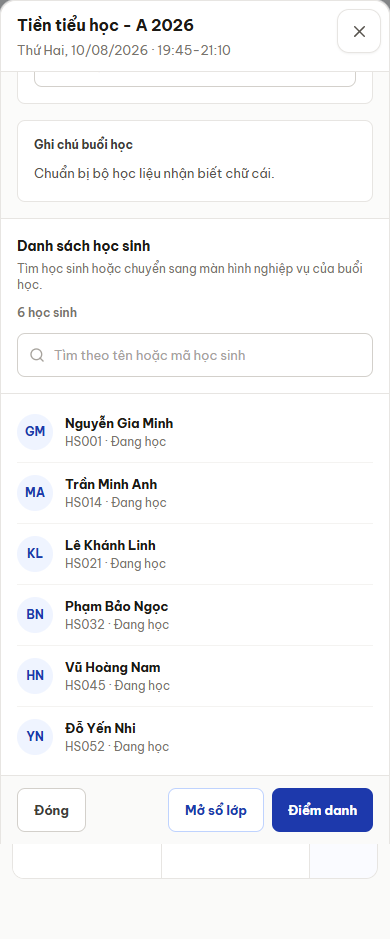 Tiền tiểu học - A 2026
Thứ Hai, 10/08/2026 · 19:45–21:10
Ghi chú buổi học
Chuẩn bị bộ học liệu nhận biết chữ cái.
Danh sách học sinh
Tìm học sinh hoặc chuyển sang màn hình nghiệp vụ của buổi
học.
6 học sinh
Tìm theo tên hoặc mã học sinh
GM
Nguyễn Gia Minh
HS001 · Đang học
MA
Trần Minh Anh
HS014 · Đang học
KL
Lê Khánh Linh
HS021 · Đang học
BN
Phạm Bảo Ngọc
HS032 · Đang học
HN
Vũ Hoàng Nam
HS045 · Đang học
YN
Đỗ Yến Nhi
HS052 · Đang học
Đóng
Mở sổ lớp
Điểm danh